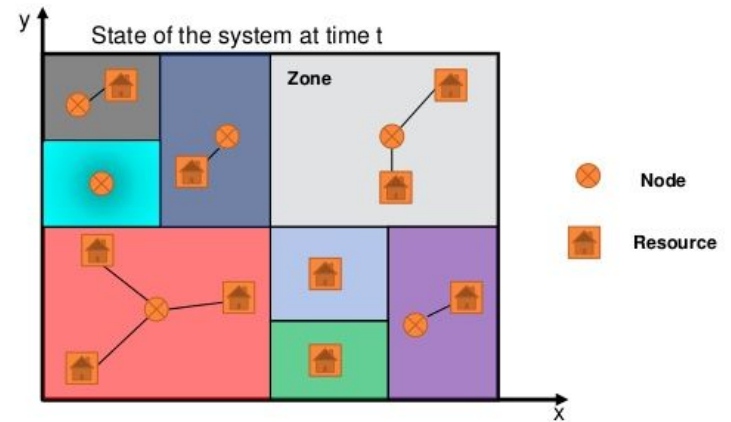 y
State of the system at time t
Zone
Node
Resource
x